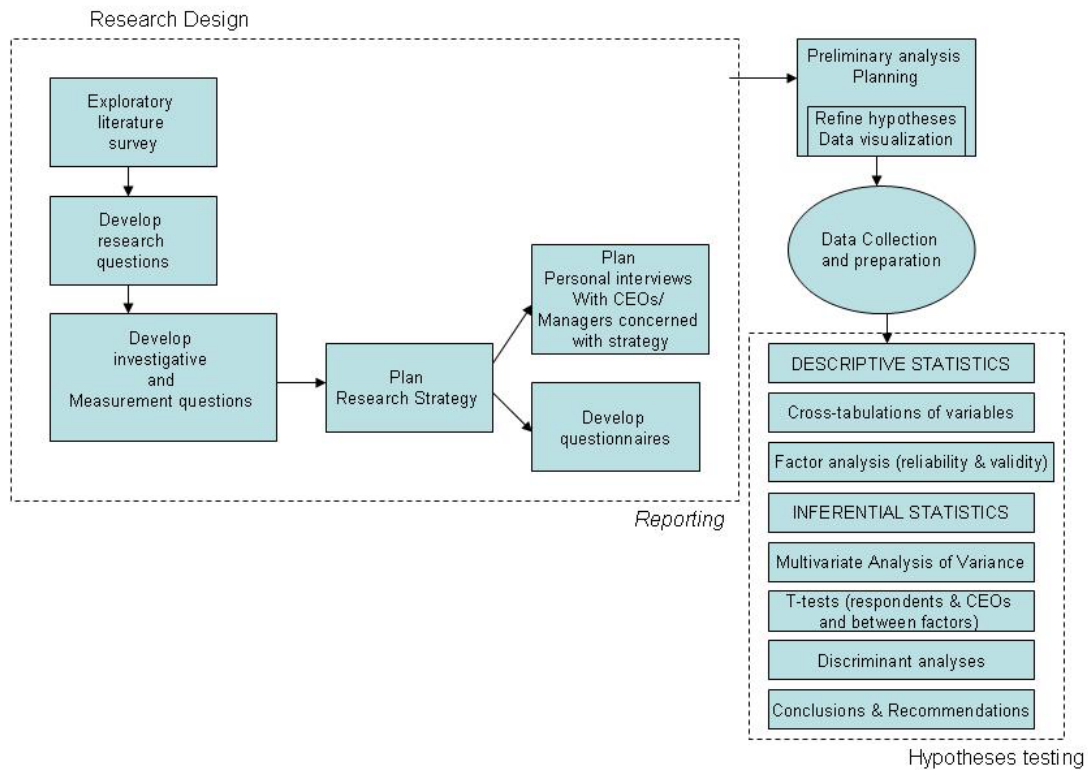 Research Design
Exploratory
literature
survey
Develop
research
questions
Develop
investigative
and
Measurement questions
Plan
Research Strategy
Plan
Personal interviews
With CEOs/
Managers concerned
with strategy
Develop
questionnaires
Reporting
Preliminary analysis
Planning
Refine hypotheses
Data visualization
Data Collection
and preparation
DESCRIPTIVE STATISTICS
Cross-tabulations of variables
Factor analysis (reliability & validity)
INFERENTIAL STATISTICS
Multivariate Analysis of Variance
T-tests (respondents & CEOs
and between factors)
Discriminant analyses
Conclusions & Recommendations
Hypotheses testing